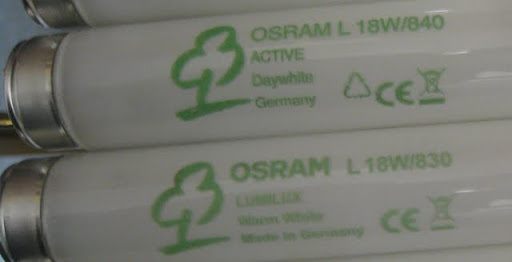 OSRAM L 18W/840
ACTIVE
Daywhite
Germany
CE
OSRAM L 18W/830
LUMILUX
Warm White
Made in Germany
CE